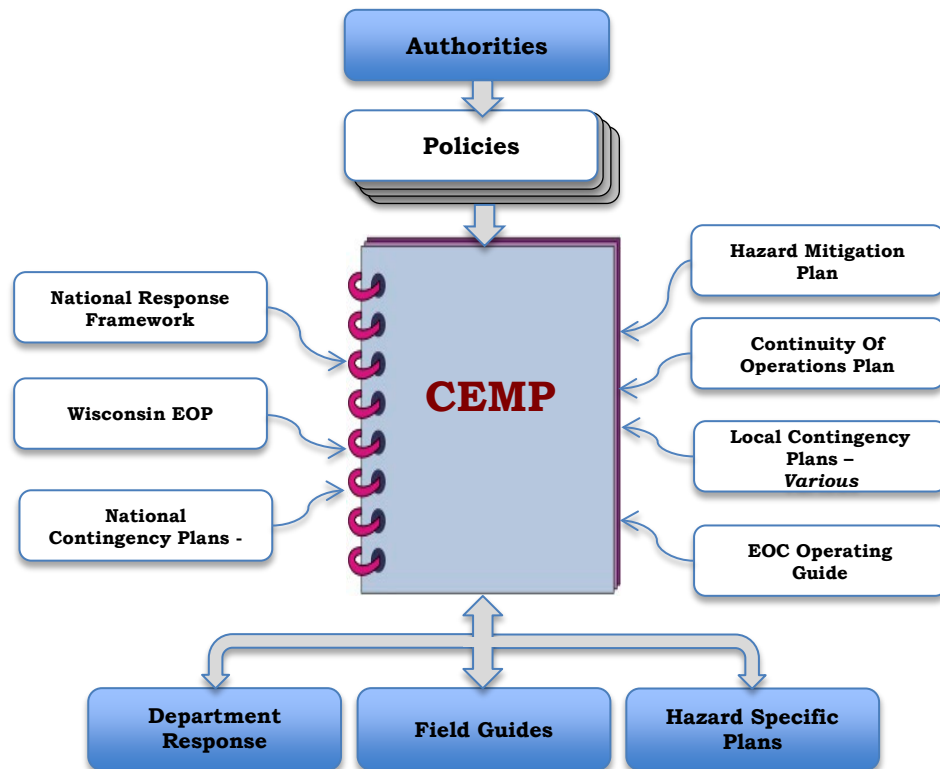 Authorities
Policies
National Response
Framework
Wisconsin EOP
National
Contingency Plans -
CEMP
Hazard Mitigation
Plan
Continuity Of
Operations Plan
Local Contingency
Plans –
Various
EOC Operating
Guide
Department
Response
Field Guides
Hazard Specific
Plans